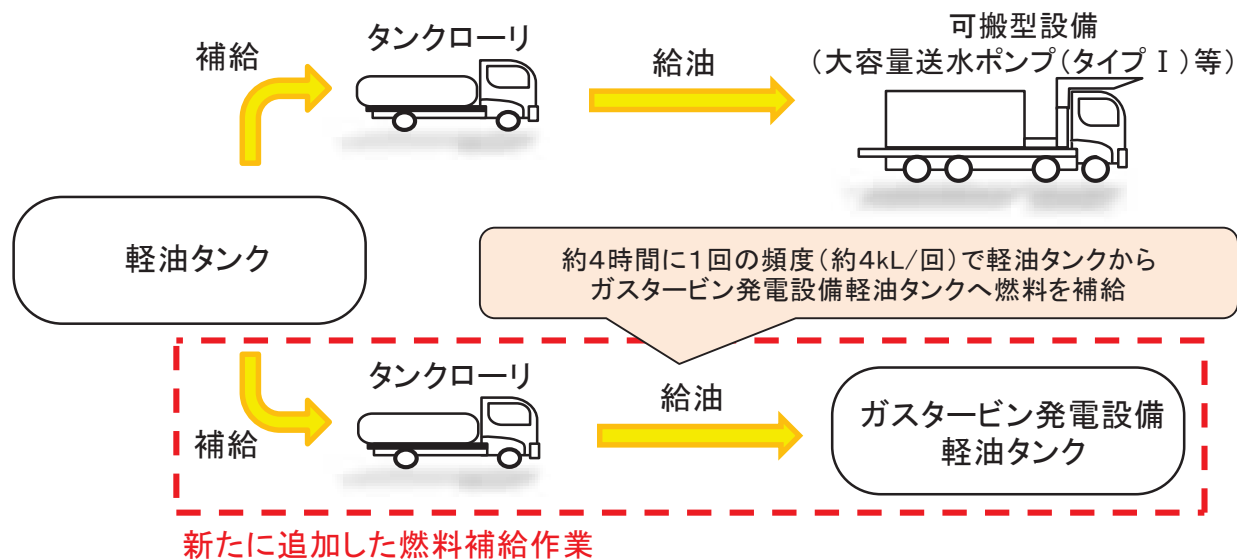 タンクローリ
補給
給油
可搬型設備
(大容量送水ポンプ(タイプⅠ)等)
軽油タンク
約4時間に1回の頻度(約4kL/回)で軽油タンクから
ガスタービン発電設備軽油タンクへ燃料を補給
タンクローリ
補給
給油
ガスタービン発電設備
軽油タンク
新たに追加した燃料補給作業